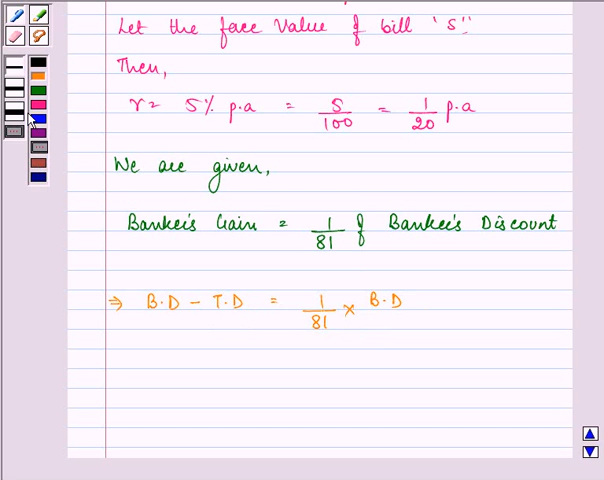 Let the face Value of bill 'S'.
Then,
r = 5% p.a = 5/100 = 1/20 p.a
We are given,
Banker's Gain = 1/81 of Banker's Discount
⇒ B.D - T.D = 1/81 × B.D